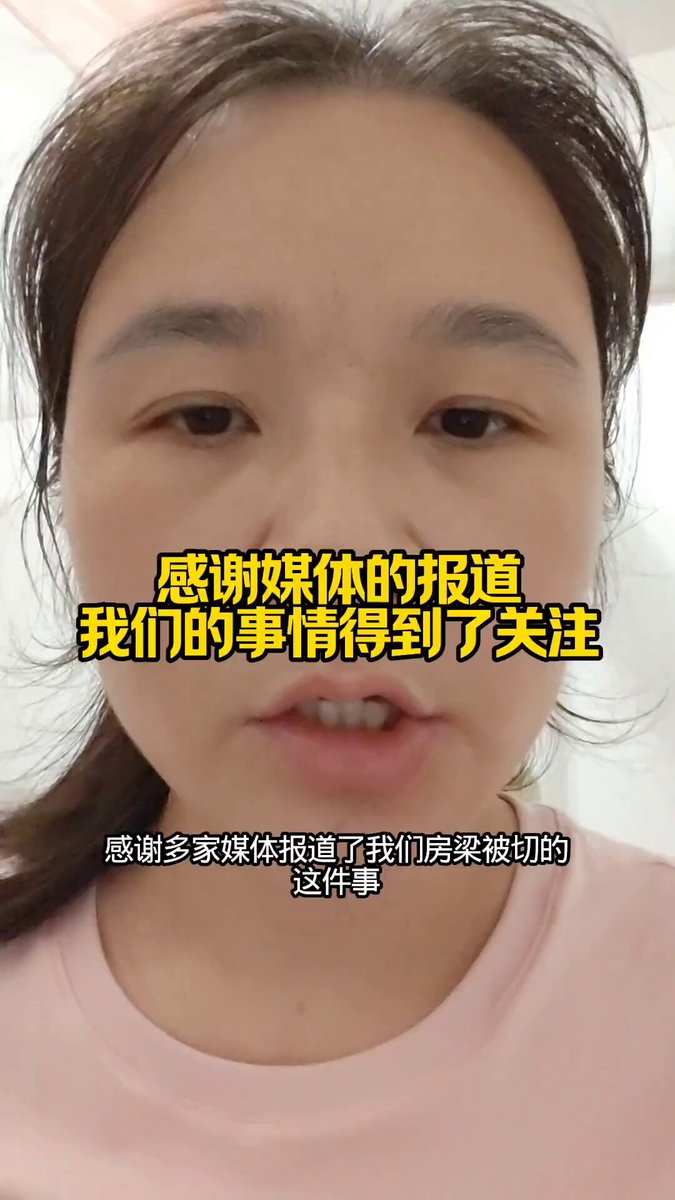 感谢媒体的报道
我们的事情得到了关注
感谢多家媒体报道了我们房梁被切的
这件事